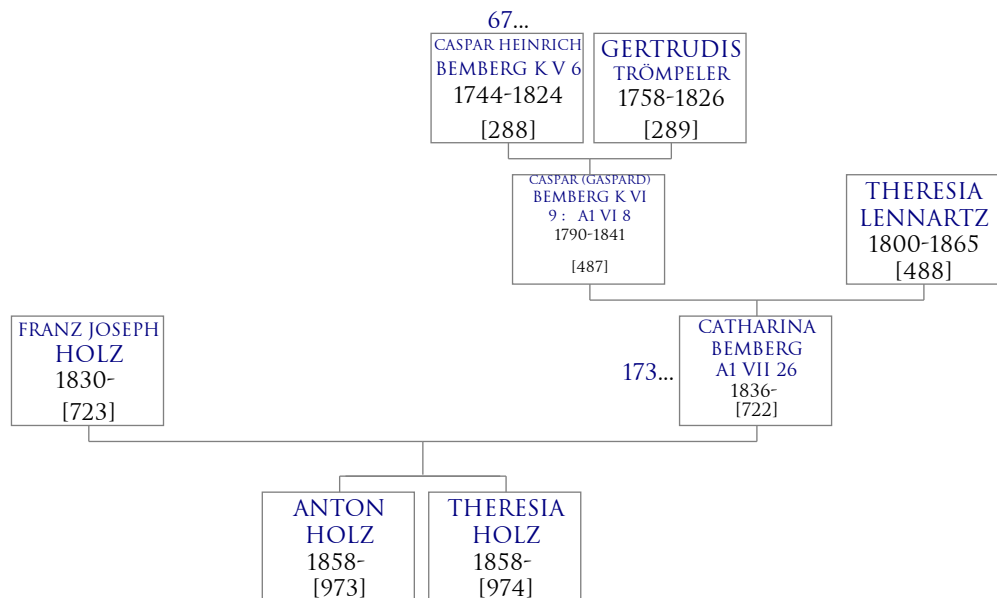 67...
CASPAR HEINRICH
BEMBERG K V 6
1744-1824
[288]
GERTRUDIS
TRÖMPELER
1758-1826
[289]
CASPAR (GASPARD)
BEMBERG K VI
9 : A1 VI 8
1790-1841
[487]
THERESIA
LENNARTZ
1800-1865
[488]
FRANZ JOSEPH
HOLZ
1830-
[723]
173...
CATHARINA
BEMBERG
A1 VII 26
1836-
[722]
ANTON
HOLZ
1858-
[973]
THERESIA
HOLZ
1858-
[974]